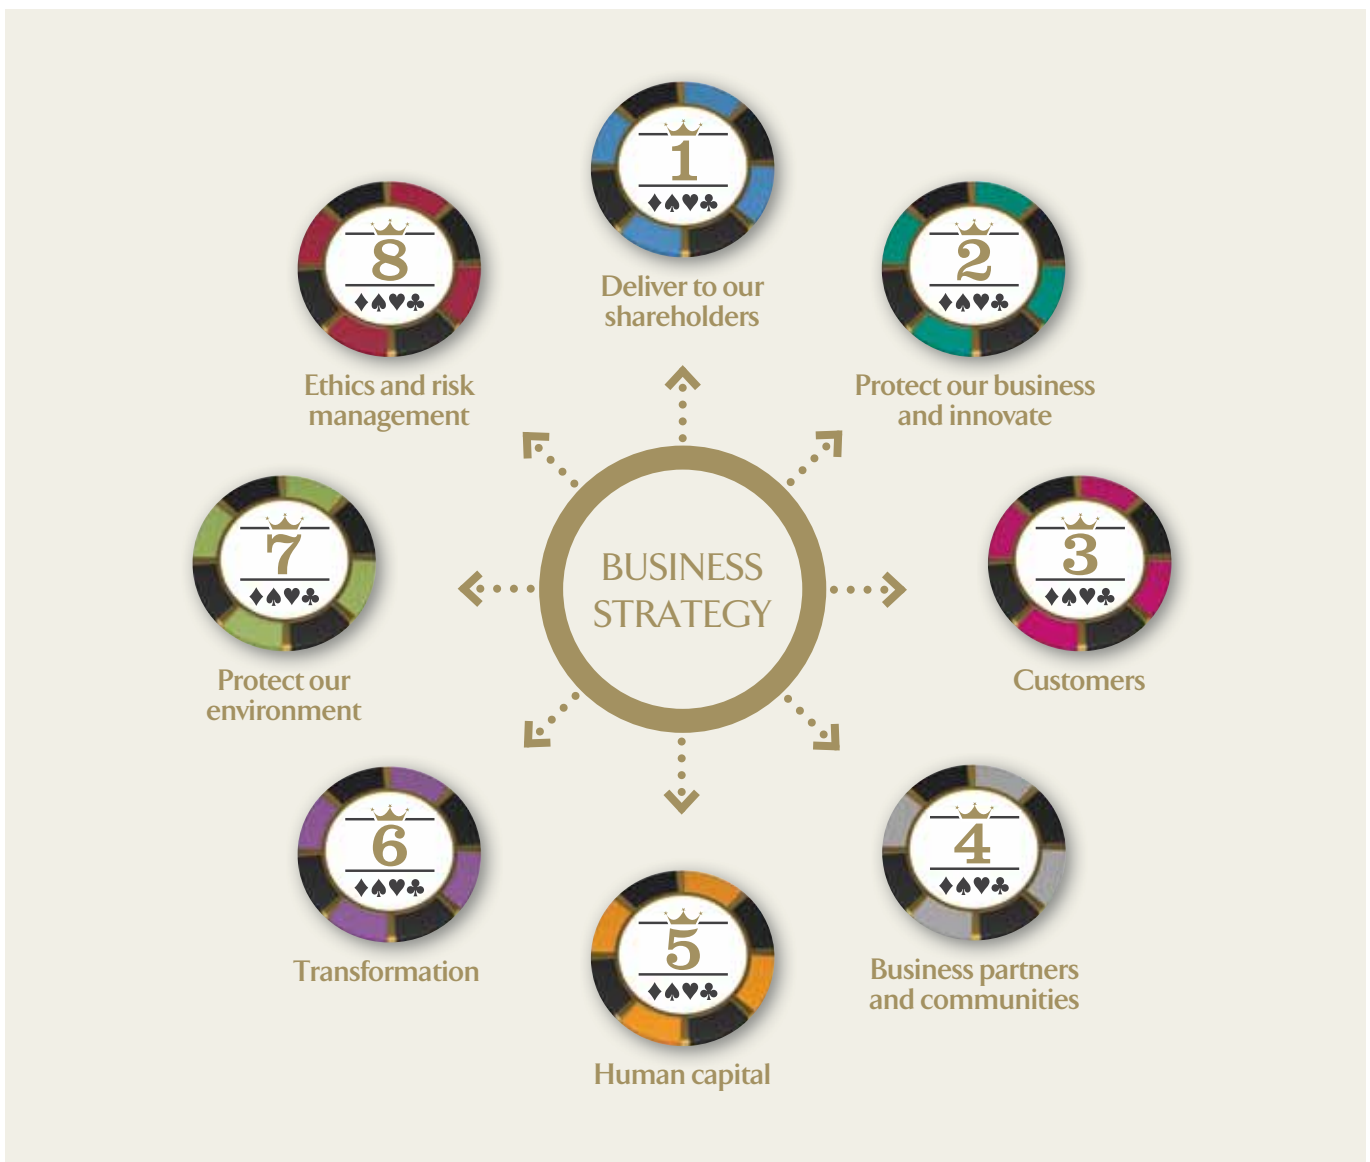 1
Deliver to our
shareholders
2
Protect our business
and innovate
3
Customers
4
Business partners
and communities
5
Human capital
6
Transformation
7
Protect our
environment
8
Ethics and risk
management
BUSINESS
STRATEGY